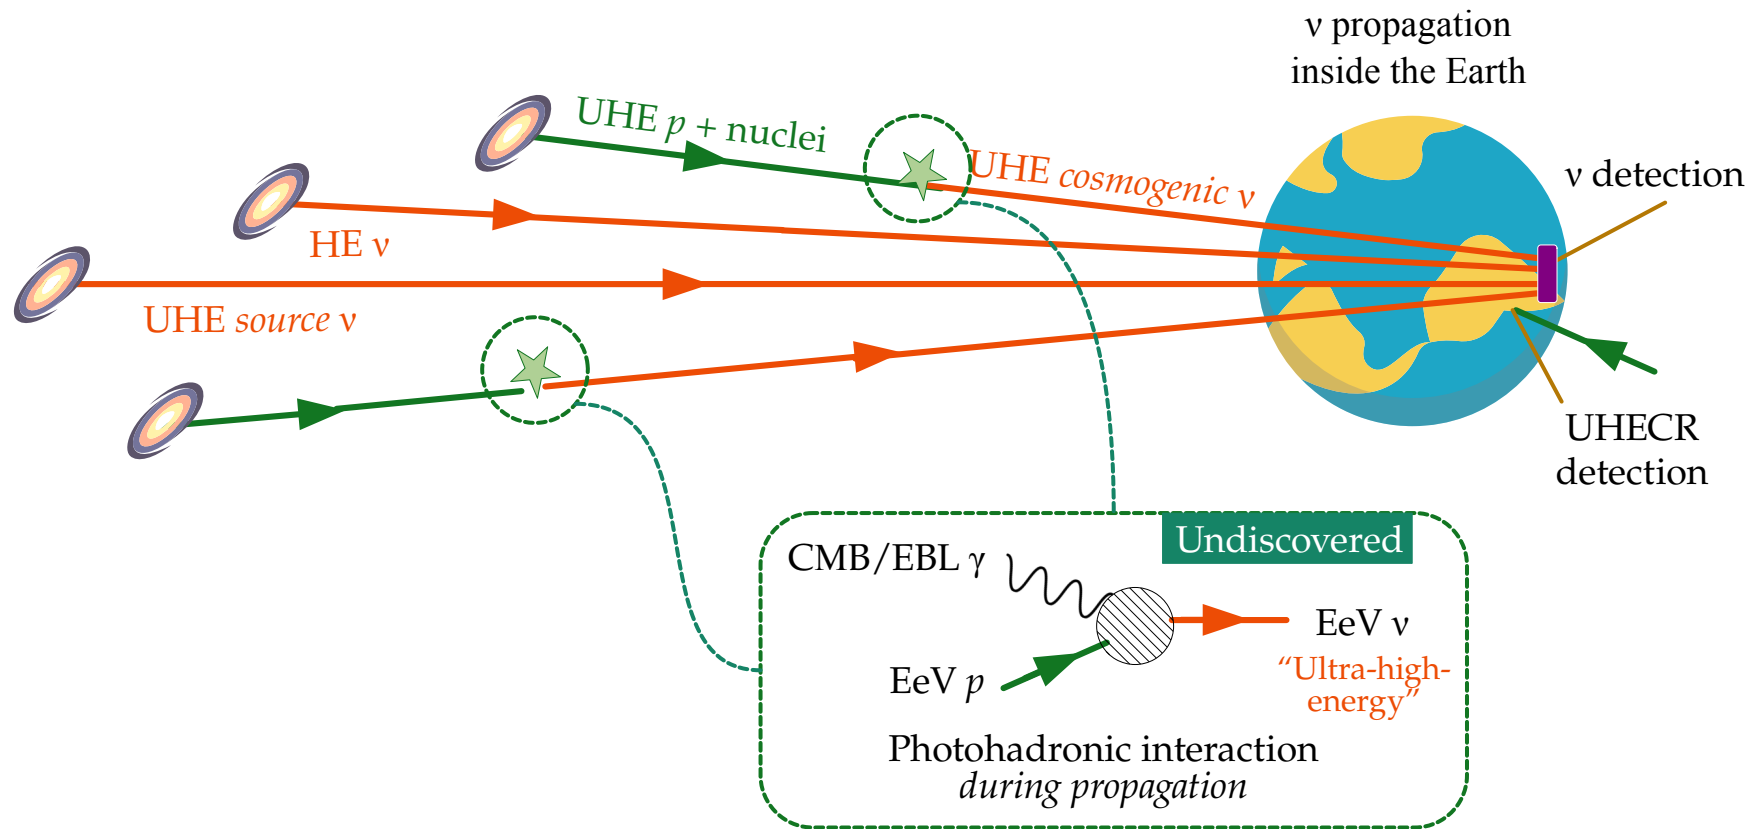 ν propagation
inside the Earth
UHE p + nuclei
UHE cosmogenic ν
ν detection
HE ν
UHE source ν
UHECR
detection
Undiscovered
CMB/EBL γ
EeV ν
“Ultra-high-
energy”
EeV p
Photohadronic interaction
during propagation